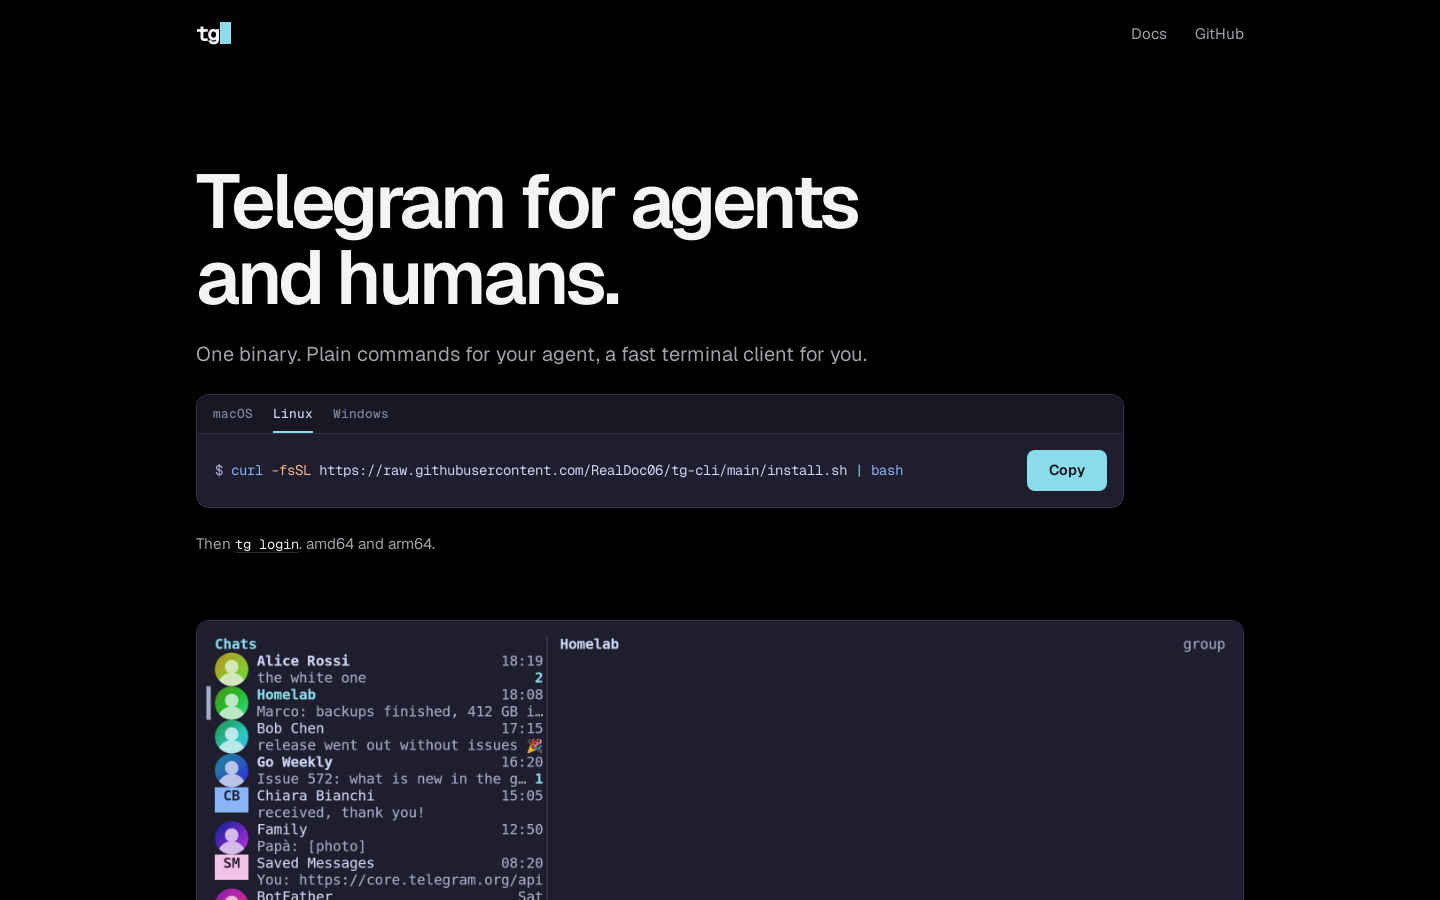 tg
Docs GitHub
Telegram for agents
and humans.
One binary. Plain commands for your agent, a fast terminal client for you.
macOS Linux Windows
$ curl -fsSL https://raw.githubusercontent.com/RealDoc06/tg-cli/main/install.sh | bash
Copy
Then tg login. amd64 and arm64.
Chats
Homelab group
Alice Rossi 18:19
the white one 2
Homelab 18:08
Marco: backups finished, 412 GB i…
Bob Chen 17:15
release went out without issues 🎉
Go Weekly 16:20
Issue 572: what is new in the g… 1
CB Chiara Bianchi 15:05
received, thank you!
Family 12:50
Papà: [photo]
SM Saved Messages 08:20
You: https://core.telegram.org/api
BotFather Sat